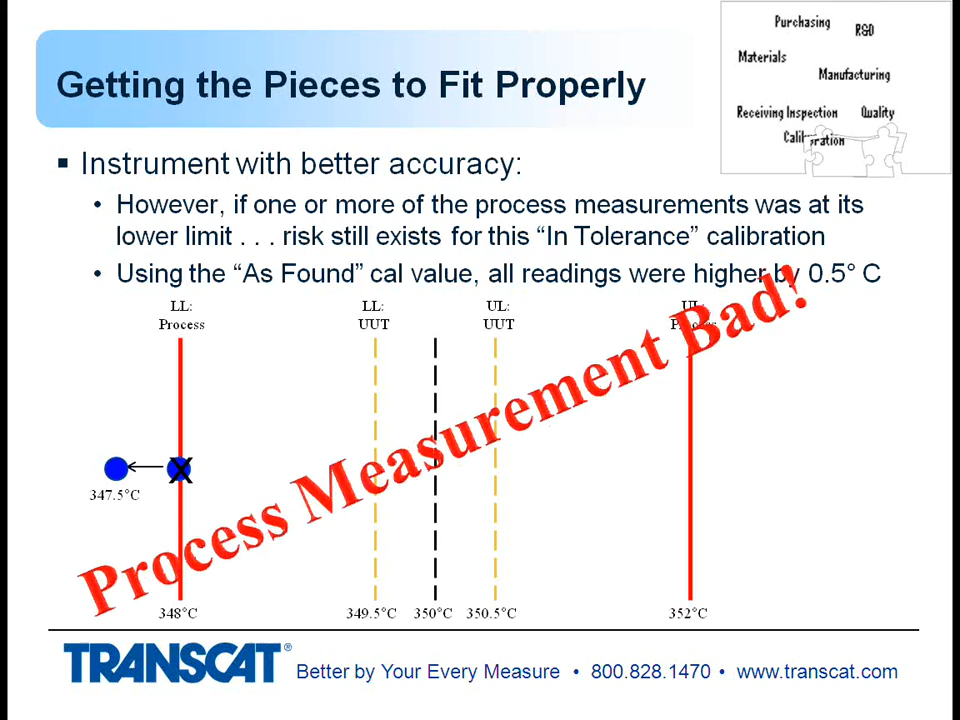 Purchasing
R&D
Materials
Manufacturing
Receiving Inspection
Quality
Calibration
Getting the Pieces to Fit Properly
▪ Instrument with better accuracy:
• However, if one or more of the process measurements was at its
lower limit . . . risk still exists for this “In Tolerance” calibration
• Using the “As Found” cal value, all readings were higher by 0.5° C
LL:
Process
LL:
UUT
UL:
UUT
UL:
Process
Process Measurement Bad!
X
347.5°C
348°C
349.5°C
350°C
350.5°C
352°C
TRANSCAT®
Better by Your Every Measure • 800.828.1470 • www.transcat.com